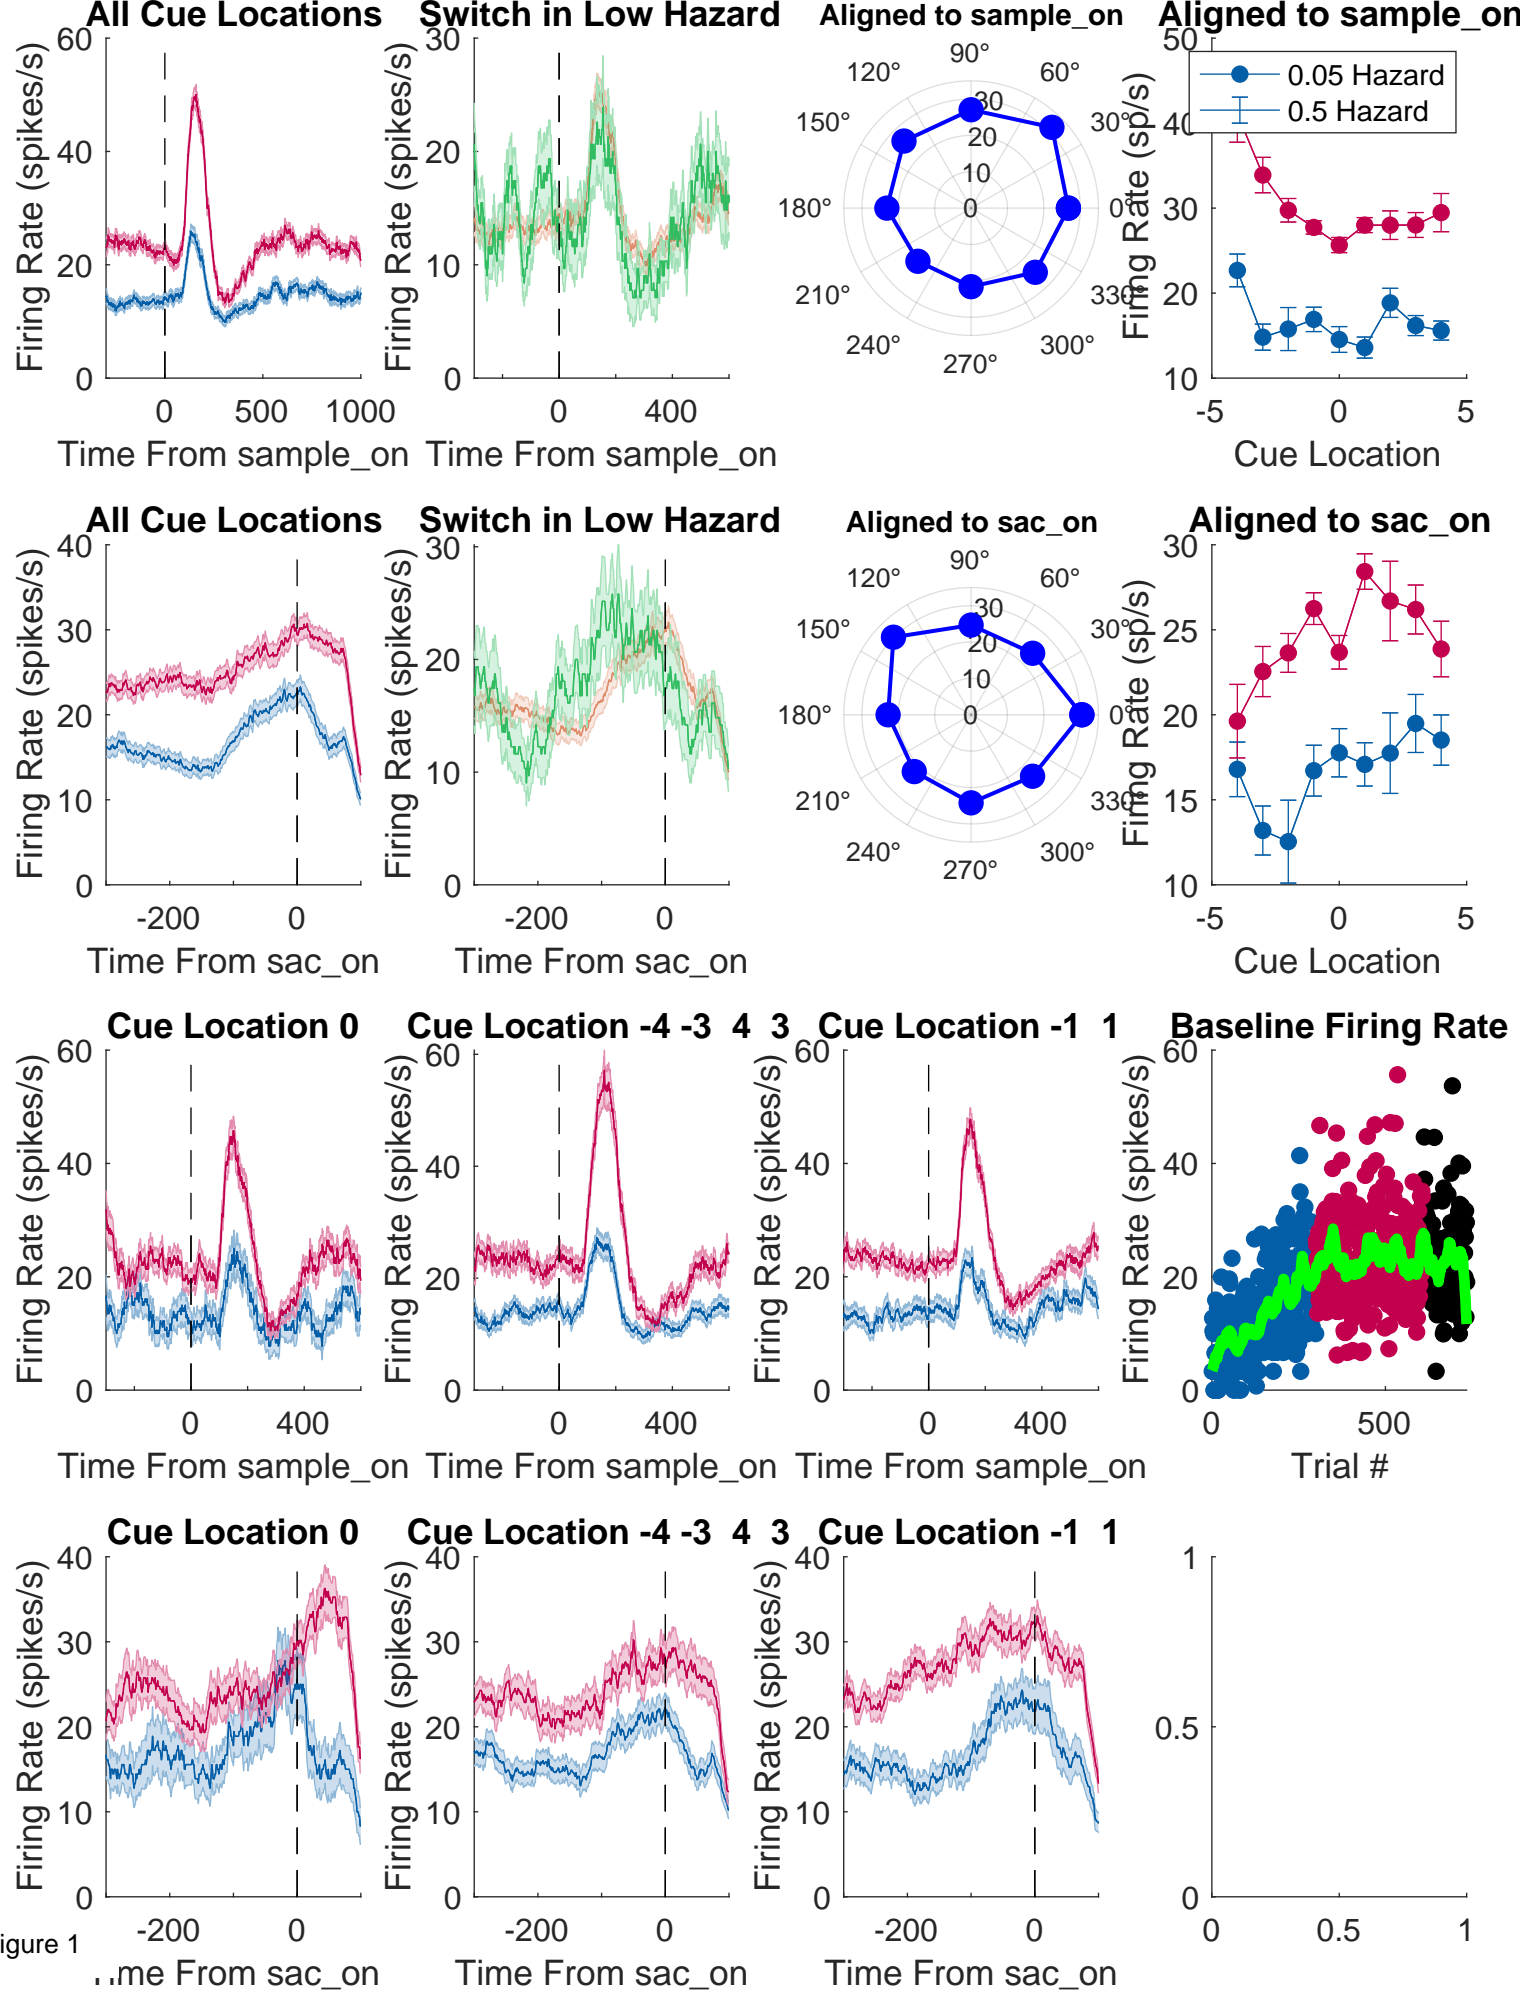 All Cue Locations
Firing Rate (spikes/s)
60
40
20
0
0
500
1000
Time From sample_on
Switch in Low Hazard
Firing Rate (spikes/s)
30
20
10
0
0
400
Time From sample_on
Aligned to sample_on
90°
120°
60°
150°
30°
180°
0°
210°
330°
240°
300°
270°
30
20
10
0
Aligned to sample_on
Firing Rate (sp/s)
50
40
30
20
10
0.05 Hazard
0.5 Hazard
-5
0
5
Cue Location
All Cue Locations
Firing Rate (spikes/s)
40
30
20
10
0
-200
0
Time From sac_on
Switch in Low Hazard
Firing Rate (spikes/s)
30
20
10
0
-200
0
Time From sac_on
Aligned to sac_on
90°
120°
60°
150°
30°
180°
0°
210°
330°
240°
300°
270°
30
20
10
0
Aligned to sac_on
Firing Rate (sp/s)
30
25
20
15
10
-5
0
5
Cue Location
Cue Location 0
Firing Rate (spikes/s)
60
40
20
0
0
400
Time From sample_on
Cue Location -4 -3  4  3
Firing Rate (spikes/s)
60
40
20
0
0
400
Time From sample_on
Cue Location -1  1
60
40
20
0
0
400
Time From sample_on
Baseline Firing Rate
Firing Rate (spikes/s)
60
40
20
0
0
500
Trial #
Cue Location 0
Firing Rate (spikes/s)
40
30
20
10
0
-200
0
Time From sac_on
Cue Location -4 -3  4  3
Firing Rate (spikes/s)
40
30
20
10
0
-200
0
Time From sac_on
Cue Location -1  1
40
30
20
10
0
-200
0
Time From sac_on
1
0.5
0
0
0.5
1
igure 1